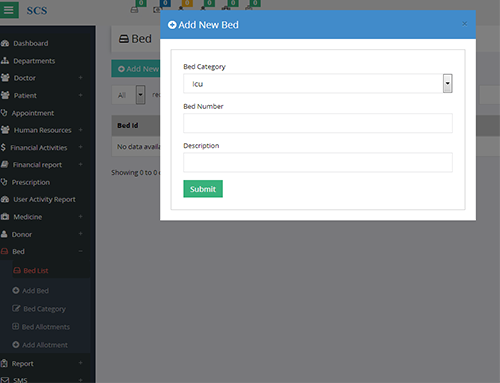 SCS
0 0 0 0 0
Dashboard
Departments
Doctor +
Patient +
Appointment
Human Resources +
Financial Activities +
Financial report +
Prescription
User Activity Report
Medicine +
Donor +
Bed −
Bed List
Add Bed
Bed Category
Bed Allotments
Add Allotment
Report +
SMS +
Bed
Add New
All
Bed Id
No data availa
Showing 0 to 0
Add New Bed ×
Bed Category
Icu
Bed Number
Description
Submit